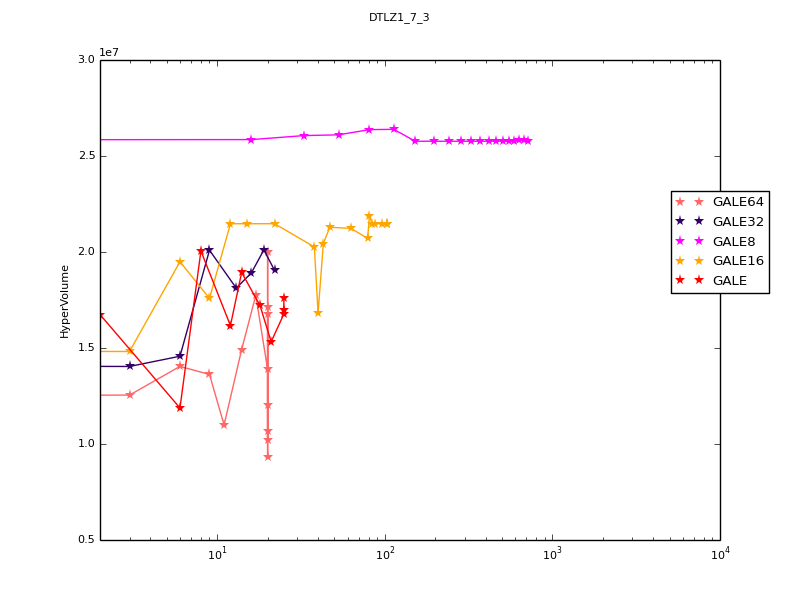 DTLZ1_7_3
1e7
3.0
2.5
2.0
1.5
1.0
0.5
HyperVolume
10^1
10^2
10^3
10^4
GALE64
GALE32
GALE8
GALE16
GALE